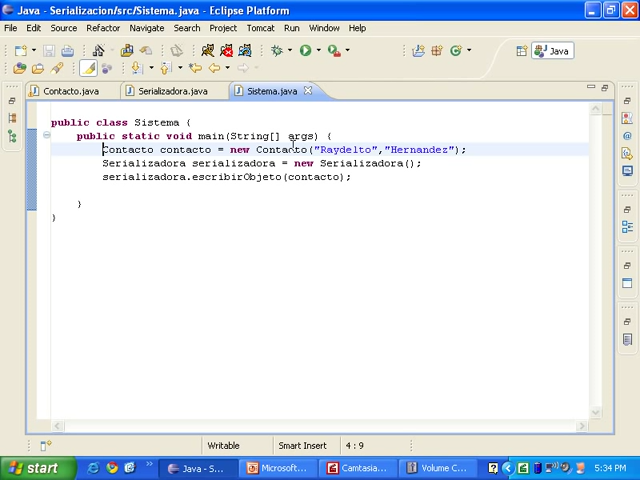 Java - Serializacion/src/Sistema.java - Eclipse Platform
File Edit Source Refactor Navigate Search Project Tomcat Run Window Help
Java
Contacto.java Serializadora.java Sistema.java
public class Sistema {
public static void main(String[] args) {
Contacto contacto = new Contacto("Raydelto","Hernandez");
Serializadora serializadora = new Serializadora();
serializadora.escribirObjeto(contacto);
}
}
Writable Smart Insert 4 : 9
start Java - S... Microsoft... Camtasia... Volume C... 5:34 PM